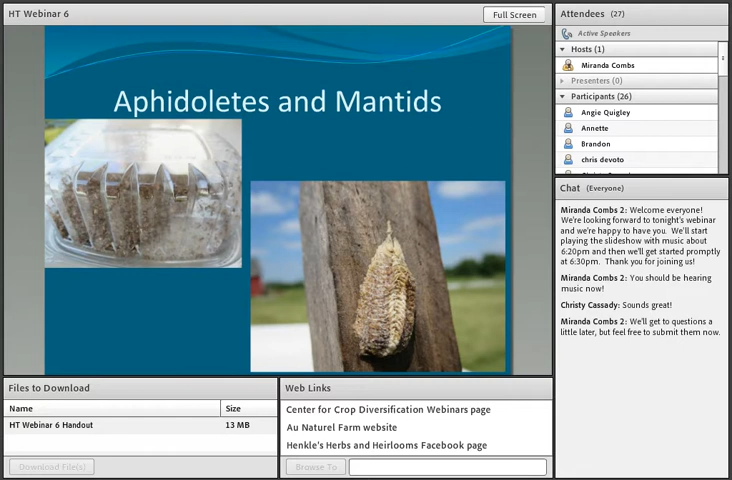 HT Webinar 6
Full Screen
Aphidoletes and Mantids
Files to Download
Name Size
HT Webinar 6 Handout 13 MB
Download File(s)
Web Links
Center for Crop Diversification Webinars page
Au Naturel Farm website
Henkle's Herbs and Heirlooms Facebook page
Browse To
Attendees (27)
Active Speakers
Hosts (1)
Miranda Combs
Presenters (0)
Participants (26)
Angie Quigley
Annette
Brandon
chris devoto
Chat (Everyone)
Miranda Combs 2: Welcome everyone!
We're looking forward to tonight's webinar
and we're happy to have you. We'll start
playing the slideshow with music about
6:20pm and then we'll get started promptly
at 6:30pm. Thank you for joining us!
Miranda Combs 2: You should be hearing
music now!
Christy Cassady: Sounds great!
Miranda Combs 2: We'll get to questions a
little later, but feel free to submit them now.